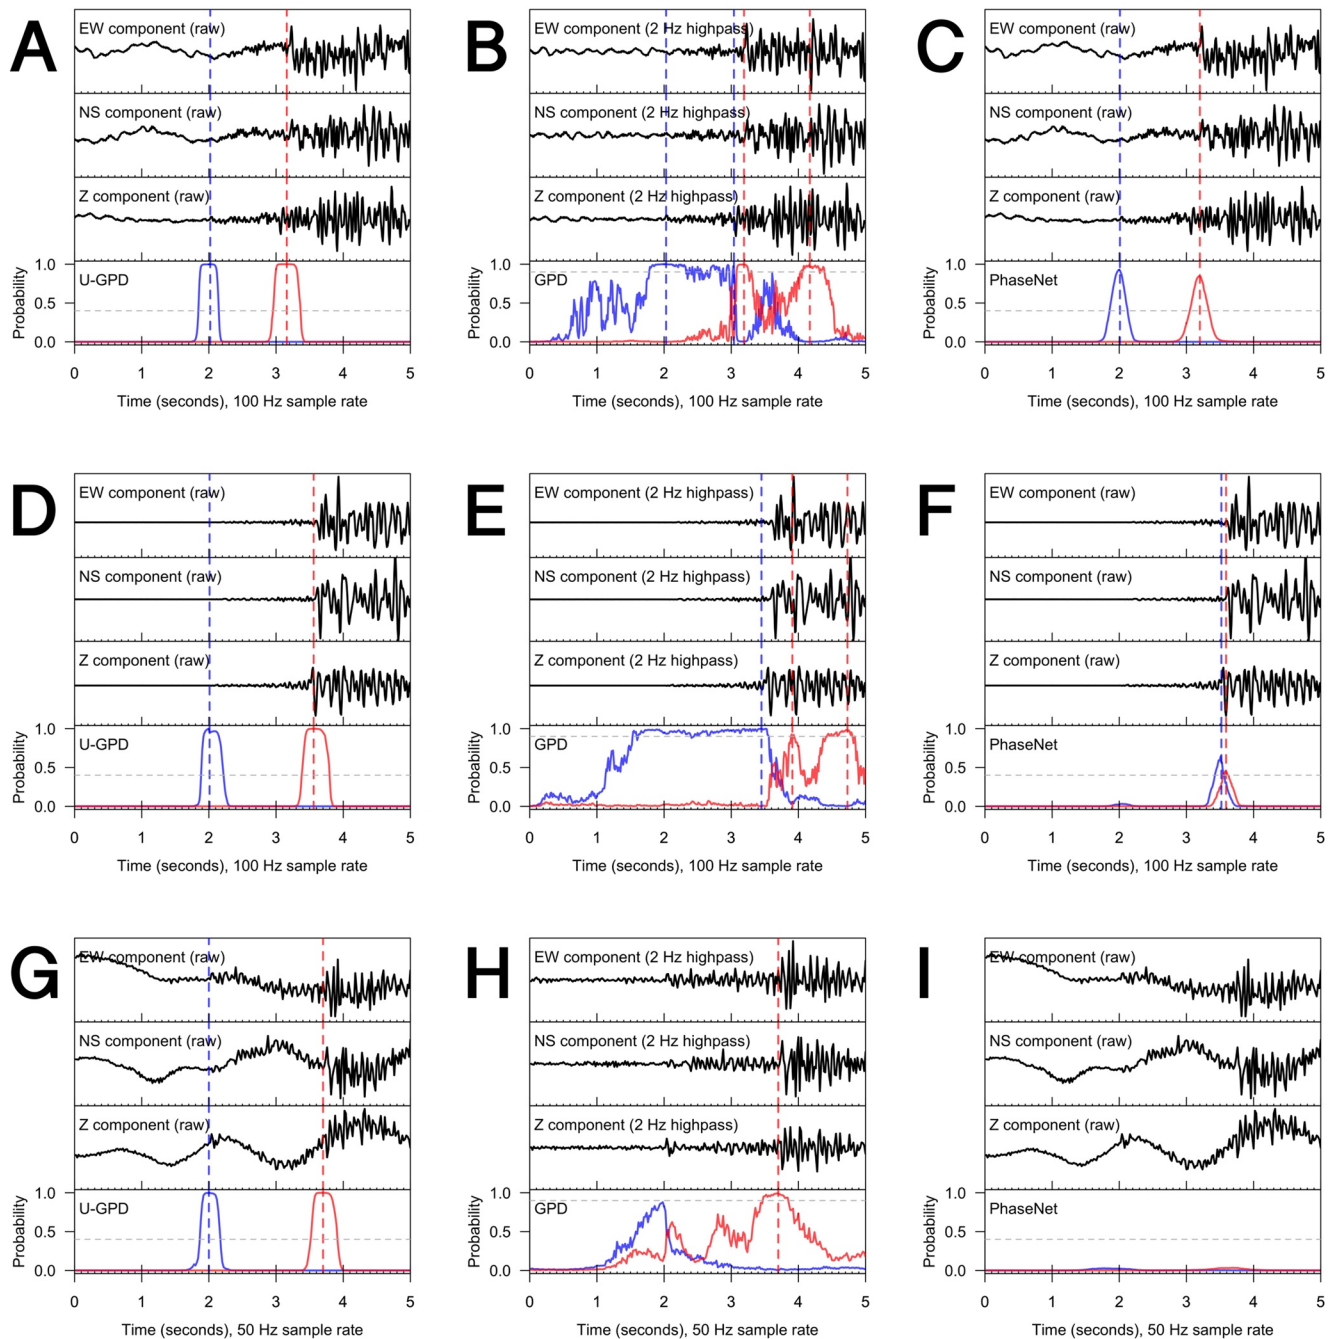 A
EW component (raw)
NS component (raw)
Z component (raw)
U-GPD
Probability
1.0
0.5
0.0
0 1 2 3 4 5
Time (seconds), 100 Hz sample rate
B
EW component (2 Hz highpass)
NS component (2 Hz highpass)
Z component (2 Hz highpass)
GPD
Probability
1.0
0.5
0.0
0 1 2 3 4 5
Time (seconds), 100 Hz sample rate
C
EW component (raw)
NS component (raw)
Z component (raw)
PhaseNet
Probability
1.0
0.5
0.0
0 1 2 3 4 5
Time (seconds), 100 Hz sample rate
D
EW component (raw)
NS component (raw)
Z component (raw)
U-GPD
Probability
1.0
0.5
0.0
0 1 2 3 4 5
Time (seconds), 100 Hz sample rate
E
EW component (2 Hz highpass)
NS component (2 Hz highpass)
Z component (2 Hz highpass)
GPD
Probability
1.0
0.5
0.0
0 1 2 3 4 5
Time (seconds), 100 Hz sample rate
F
EW component (raw)
NS component (raw)
Z component (raw)
PhaseNet
Probability
1.0
0.5
0.0
0 1 2 3 4 5
Time (seconds), 100 Hz sample rate
G
EW component (raw)
NS component (raw)
Z component (raw)
U-GPD
Probability
1.0
0.5
0.0
0 1 2 3 4 5
Time (seconds), 50 Hz sample rate
H
EW component (2 Hz highpass)
NS component (2 Hz highpass)
Z component (2 Hz highpass)
GPD
Probability
1.0
0.5
0.0
0 1 2 3 4 5
Time (seconds), 50 Hz sample rate
I
EW component (raw)
NS component (raw)
Z component (raw)
PhaseNet
Probability
1.0
0.5
0.0
0 1 2 3 4 5
Time (seconds), 50 Hz sample rate